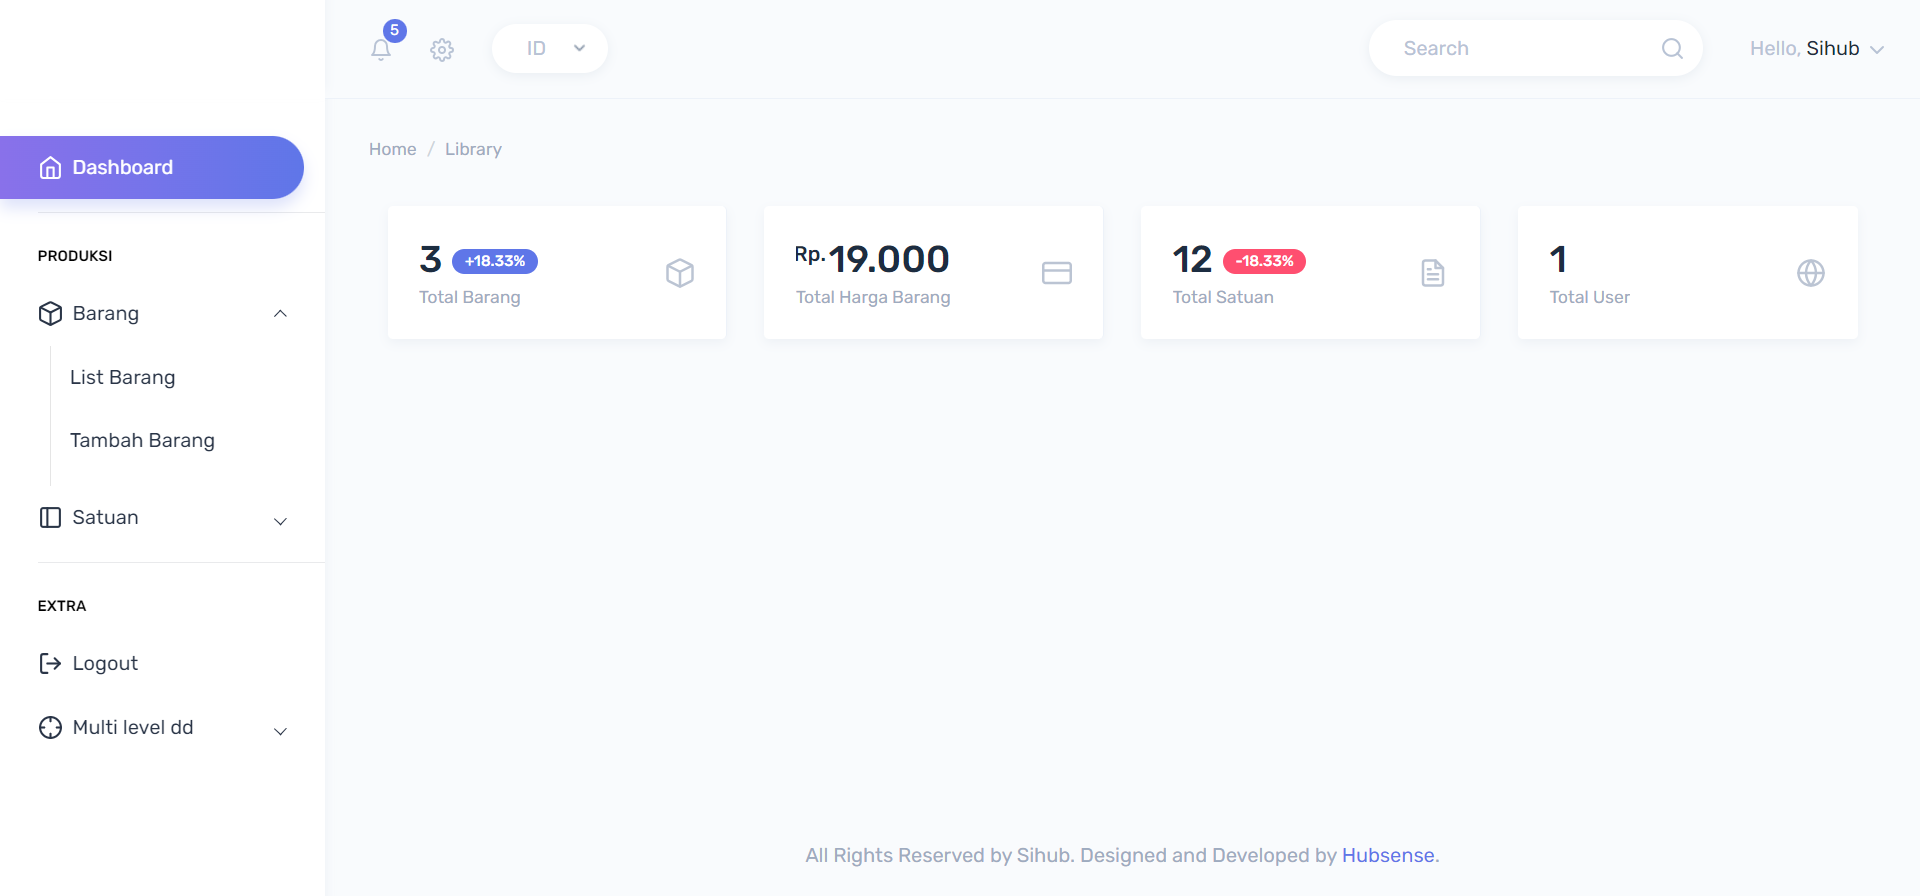 5
ID
Search
Hello, Sihub
Dashboard
Home / Library
PRODUKSI
Barang
List Barang
Tambah Barang
Satuan
EXTRA
Logout
Multi level dd
3 +18.33%
Total Barang
Rp.19.000
Total Harga Barang
12 -18.33%
Total Satuan
1
Total User
All Rights Reserved by Sihub. Designed and Developed by Hubsense.